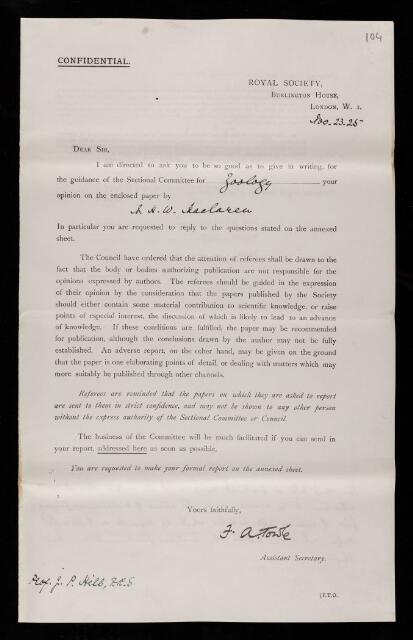 104
CONFIDENTIAL.
ROYAL SOCIETY,
BURLINGTON HOUSE,
LONDON, W. 1.
Nov. 23. 25
DEAR SIR,
I am directed to ask you to be so good as to give in writing, for
the guidance of the Sectional Committee for Zoology your
opinion on the enclosed paper by
N. H. W. Maclaren
In particular you are requested to reply to the questions stated on the annexed
sheet.
The Council have ordered that the attention of referees shall be drawn to the
fact that the body or bodies authorizing publication are not responsible for the
opinions expressed by authors. The referees should be guided in the expression
of their opinion by the consideration that the papers published by the Society
should either contain some material contribution to scientific knowledge, or raise
points of especial interest, the discussion of which is likely to lead to an advance
of knowledge. If these conditions are fulfilled, the paper may be recommended
for publication, although the conclusions drawn by the author may not be fully
established. An adverse report, on the other hand, may be given on the ground
that the paper is one elaborating points of detail, or dealing with matters which may
more suitably be published through other channels.
Referees are reminded that the papers on which they are asked to report
are sent to them in strict confidence, and may not be shown to any other person
without the express authority of the Sectional Committee or Council.
The business of the Committee will be much facilitated if you can send in
your report, addressed here as soon as possible.
You are requested to make your formal report on the annexed sheet.
Yours faithfully,
F. A. Towle
Assistant Secretary.
Prof. J. P. Hill, F.R.S.
[P.T.O.